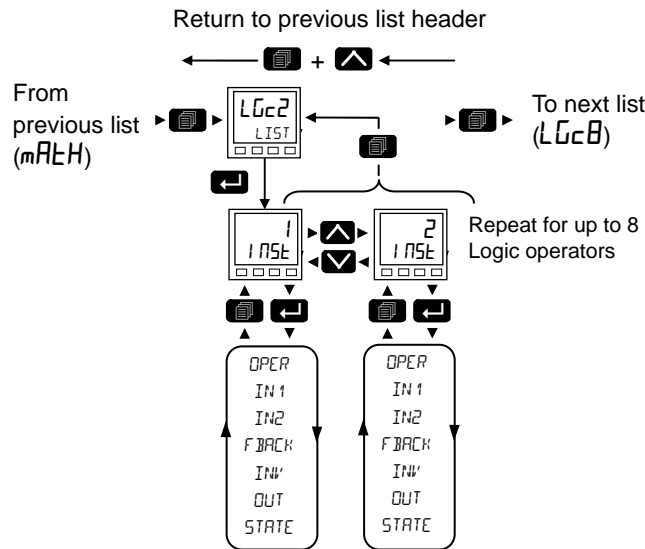 Return to previous list header
+
From
previous list
(mAtH)
LGc2
LIST
To next list
(LGc8)
1
INSt
2
INSt
Repeat for up to 8
Logic operators
OPER
IN1
IN2
FBACK
INV
OUT
STATE
OPER
IN1
IN2
FBACK
INV
OUT
STATE